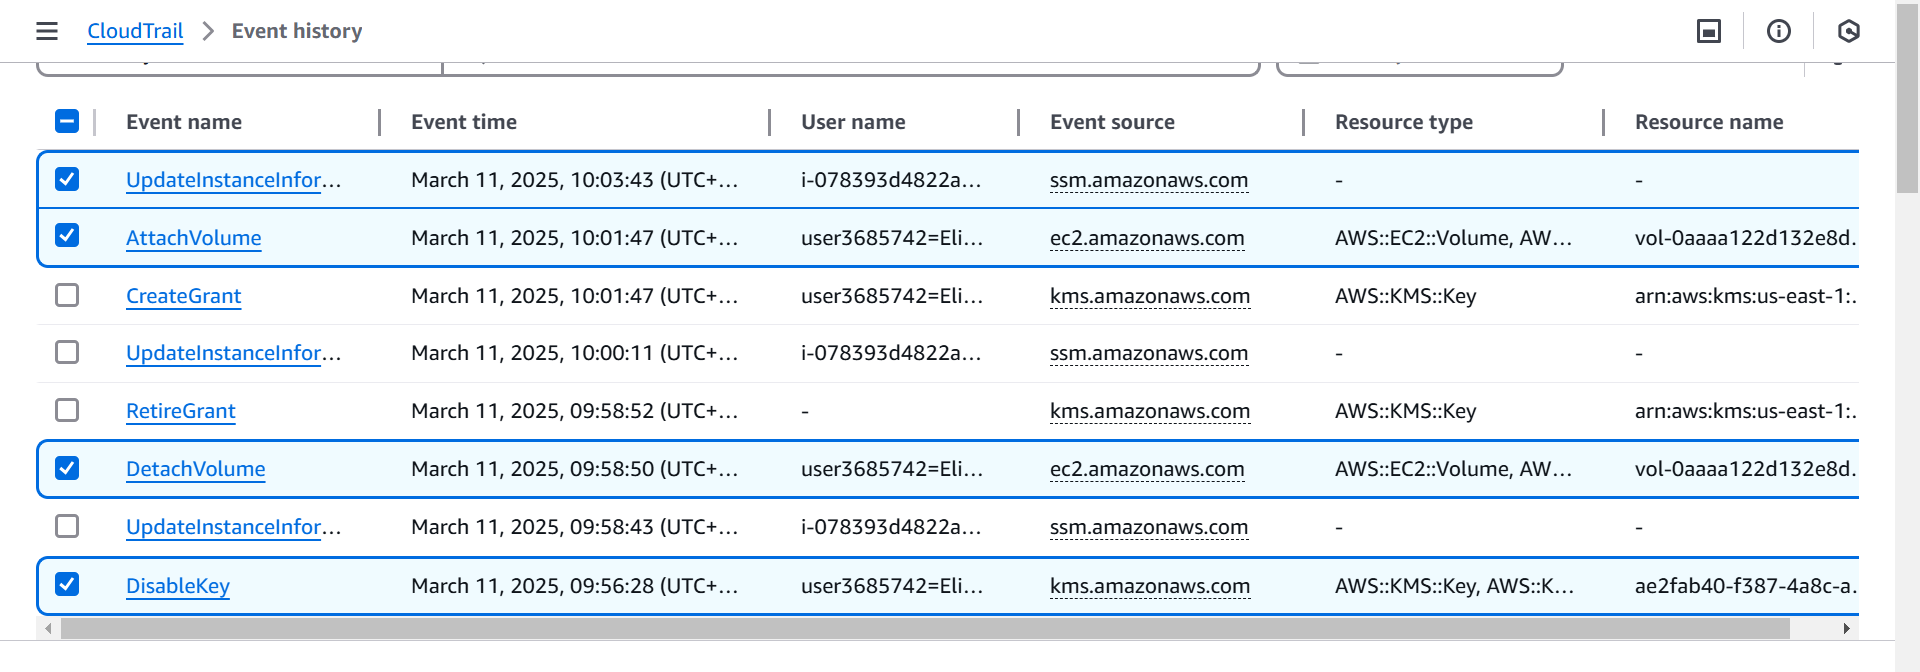 CloudTrail > Event history
Event name Event time User name Event source Resource type Resource name
UpdateInstanceInfor... March 11, 2025, 10:03:43 (UTC+... i-078393d4822a... ssm.amazonaws.com - -
AttachVolume March 11, 2025, 10:01:47 (UTC+... user3685742=Eli... ec2.amazonaws.com AWS::EC2::Volume, AW... vol-0aaaa122d132e8d.
CreateGrant March 11, 2025, 10:01:47 (UTC+... user3685742=Eli... kms.amazonaws.com AWS::KMS::Key arn:aws:kms:us-east-1:.
UpdateInstanceInfor... March 11, 2025, 10:00:11 (UTC+... i-078393d4822a... ssm.amazonaws.com - -
RetireGrant March 11, 2025, 09:58:52 (UTC+... - kms.amazonaws.com AWS::KMS::Key arn:aws:kms:us-east-1:.
DetachVolume March 11, 2025, 09:58:50 (UTC+... user3685742=Eli... ec2.amazonaws.com AWS::EC2::Volume, AW... vol-0aaaa122d132e8d.
UpdateInstanceInfor... March 11, 2025, 09:58:43 (UTC+... i-078393d4822a... ssm.amazonaws.com - -
DisableKey March 11, 2025, 09:56:28 (UTC+... user3685742=Eli... kms.amazonaws.com AWS::KMS::Key, AWS::K... ae2fab40-f387-4a8c-a.